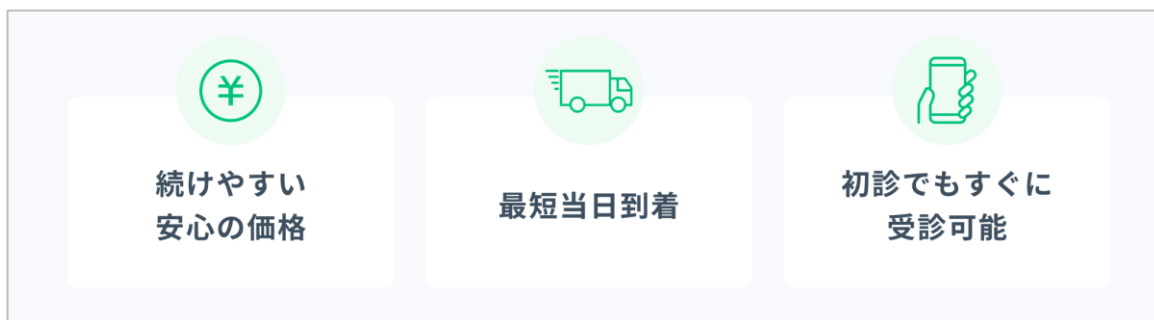 ¥
続けやすい
安心の価格
最短当日到着
初診でもすぐに
受診可能